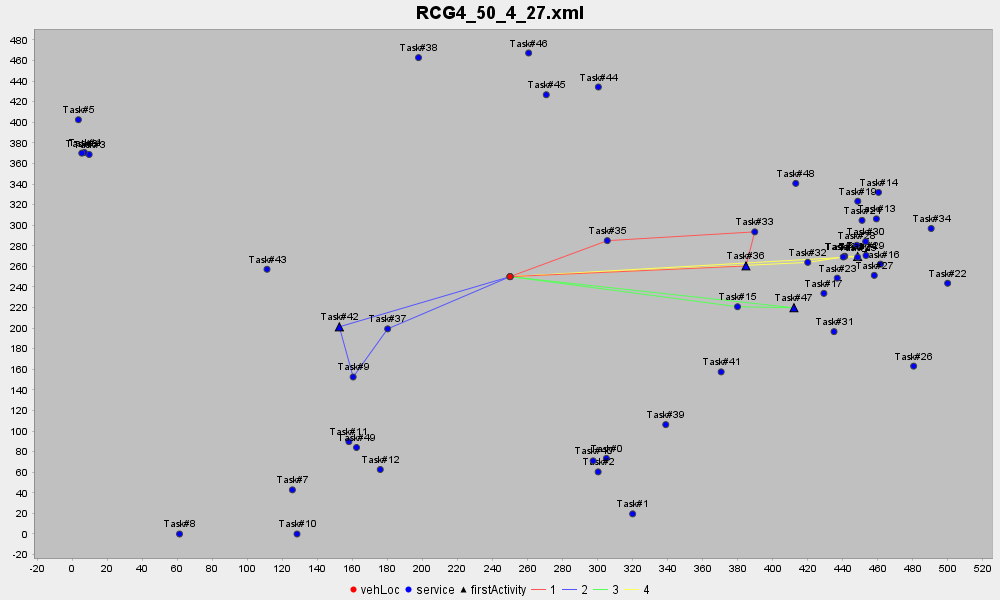 RCG4_50_4_27.xml
480
460
440
420
400
380
360
340
320
300
280
260
240
220
200
180
160
140
120
100
80
60
40
20
0
-20
Task#38
Task#46
Task#45
Task#44
Task#5
Task#3
Task#48
Task#14
Task#19
Task#13
Task#33
Task#34
Task#35
Task#30
Task#28
Task#29
Task#36
Task#32
Task#16
Task#43
Task#23
Task#27
Task#22
Task#17
Task#15
Task#47
Task#42
Task#37
Task#31
Task#9
Task#41
Task#26
Task#39
Task#11
Task#49
Task#12
Task#0
Task#2
Task#7
Task#1
Task#8
Task#10
-20 0 20 40 60 80 100 120 140 160 180 200 220 240 260 280 300 320 340 360 380 400 420 440 460 480 500 520
vehLoc service firstActivity 1 2 3 4